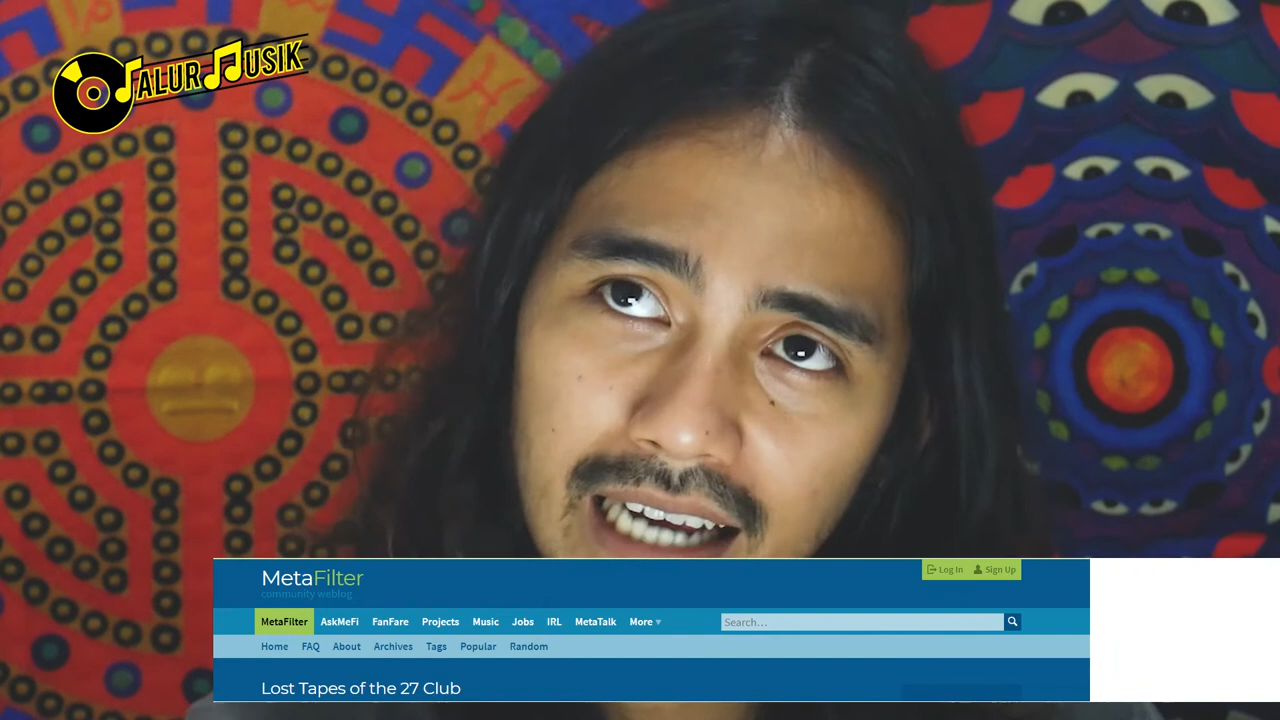 JALUR MUSIK
MetaFilter
community weblog
Log In Sign Up
MetaFilter AskMeFi FanFare Projects Music Jobs IRL MetaTalk More
Search...
Home FAQ About Archives Tags Popular Random
Lost Tapes of the 27 Club